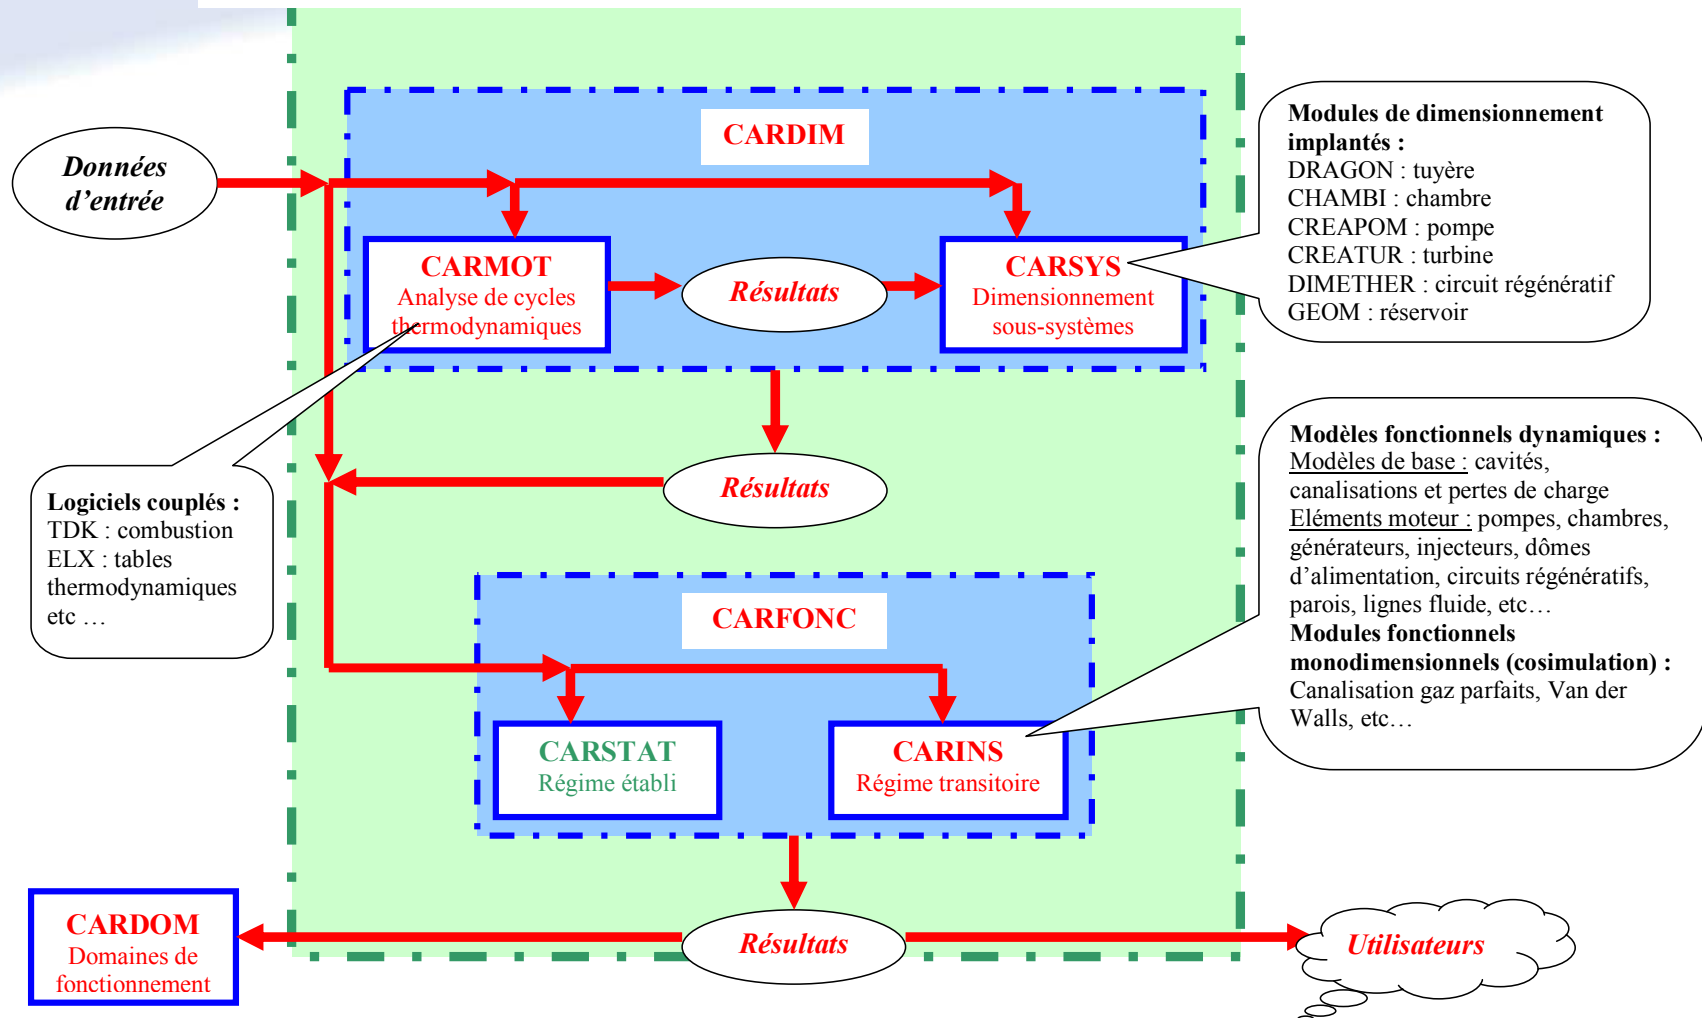 CARDIM
Données
d'entrée
CARMOT
Analyse de cycles
thermodynamiques
Résultats
CARSYS
Dimensionnement
sous-systèmes
Modules de dimensionnement
implantés :
DRAGON : tuyère
CHAMBI : chambre
CREAPOM : pompe
CREATUR : turbine
DIMETHER : circuit régénératif
GEOM : réservoir
Résultats
Logiciels couplés :
TDK : combustion
ELX : tables
thermodynamiques
etc …
Modèles fonctionnels dynamiques :
Modèles de base : cavités,
canalisations et pertes de charge
Eléments moteur : pompes, chambres,
générateurs, injecteurs, dômes
d’alimentation, circuits régénératifs,
parois, lignes fluide, etc…
Modules fonctionnels
monodimensionnels (cosimulation) :
Canalisation gaz parfaits, Van der
Walls, etc…
CARFONC
CARSTAT
Régime établi
CARINS
Régime transitoire
CARDOM
Domaines de
fonctionnement
Résultats
Utilisateurs